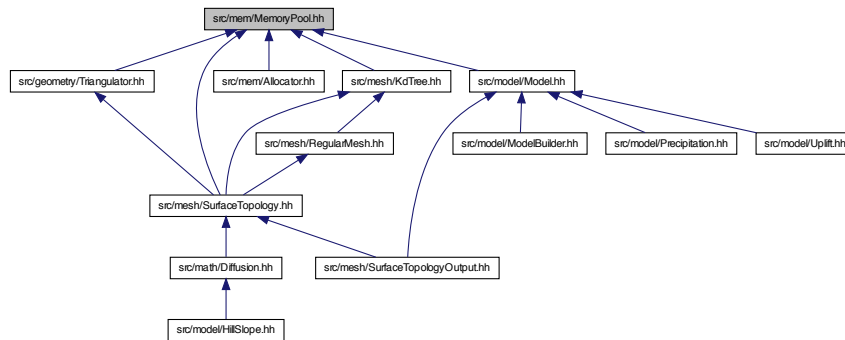 src/mem/MemoryPool.hh
src/geometry/Triangulator.hh
src/mem/Allocator.hh
src/mesh/KdTree.hh
src/model/Model.hh
src/mesh/RegularMesh.hh
src/model/ModelBuilder.hh
src/model/Precipitation.hh
src/model/Uplift.hh
src/mesh/SurfaceTopology.hh
src/math/Diffusion.hh
src/mesh/SurfaceTopologyOutput.hh
src/model/HillSlope.hh